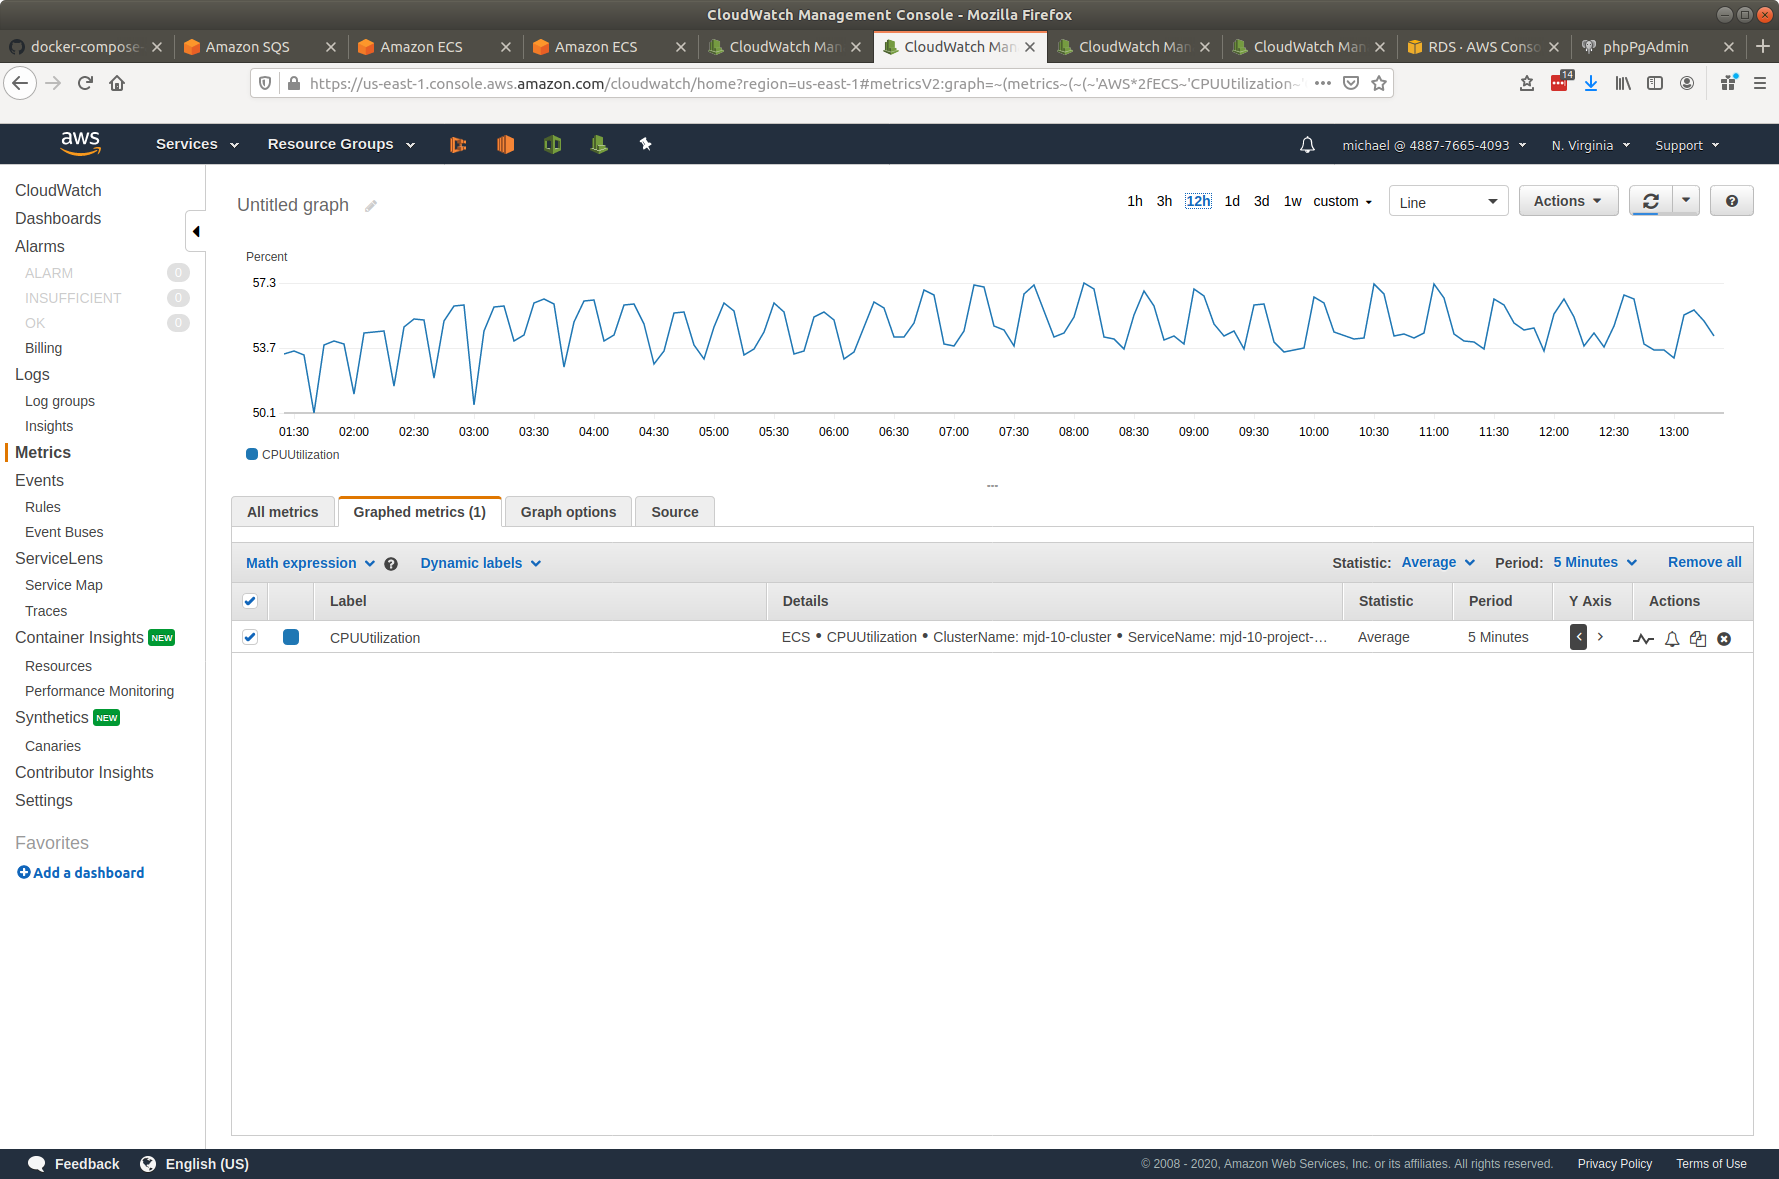 CloudWatch Management Console - Mozilla Firefox
docker-compose-
Amazon SQS
Amazon ECS
Amazon ECS
CloudWatch Man
CloudWatch Man
CloudWatch Man
CloudWatch Man
RDS · AWS Conso
phpPgAdmin
https://us-east-1.console.aws.amazon.com/cloudwatch/home?region=us-east-1#metricsV2:graph=~(metrics~(~(~'AWS*2fECS~'CPUUtilization~'
14
aws
Services
Resource Groups
michael @ 4887-7665-4093
N. Virginia
Support
CloudWatch
Dashboards
Alarms
ALARM 0
INSUFFICIENT 0
OK 0
Billing
Logs
Log groups
Insights
Metrics
Events
Rules
Event Buses
ServiceLens
Service Map
Traces
Container Insights NEW
Resources
Performance Monitoring
Synthetics NEW
Canaries
Contributor Insights
Settings
Favorites
Add a dashboard
Untitled graph
1h 3h 12h 1d 3d 1w custom
Line
Actions
?
Percent
57.3
53.7
50.1
01:30 02:00 02:30 03:00 03:30 04:00 04:30 05:00 05:30 06:00 06:30 07:00 07:30 08:00 08:30 09:00 09:30 10:00 10:30 11:00 11:30 12:00 12:30 13:00
CPUUtilization
All metrics
Graphed metrics (1)
Graph options
Source
Math expression
?
Dynamic labels
Statistic: Average
Period: 5 Minutes
Remove all
Label Details Statistic Period Y Axis Actions
CPUUtilization ECS • CPUUtilization • ClusterName: mjd-10-cluster • ServiceName: mjd-10-project-... Average 5 Minutes < >
Feedback
English (US)
© 2008 - 2020, Amazon Web Services, Inc. or its affiliates. All rights reserved.
Privacy Policy
Terms of Use